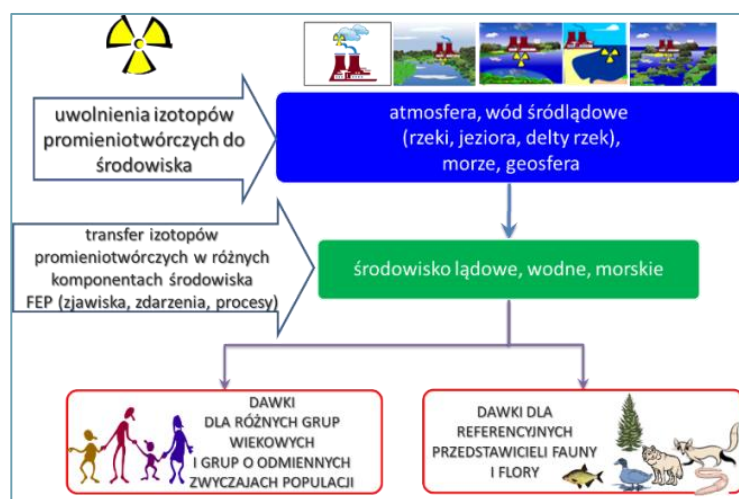 uwolnienia izotopów
promieniotwórczych do
środowiska
atmosfera, wód śródlądowe
(rzeki, jeziora, delty rzek),
morze, geosfera
transfer izotopów
promieniotwórczych w różnych
komponentach środowiska
FEP (zjawiska, zdarzenia, procesy)
środowisko lądowe, wodne, morskie
DAWKI
DLA RÓŻNYCH GRUP
WIEKOWYCH
I GRUP O ODMIENNYCH
ZWYCZAJACH POPULACJI
DAWKI DLA
REFERENCYJNYCH
PRZEDSTAWICIELI FAUNY
I FLORY